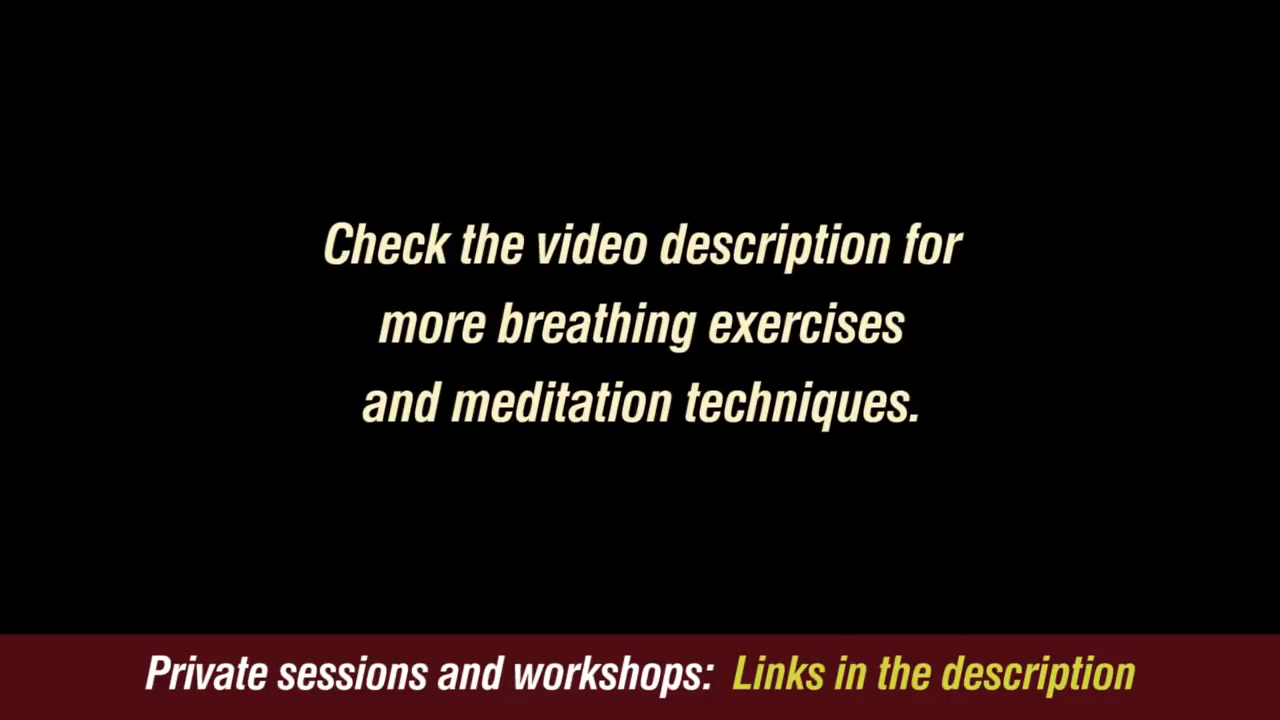 Check the video description for
more breathing exercises
and meditation techniques.
Private sessions and workshops: Links in the description